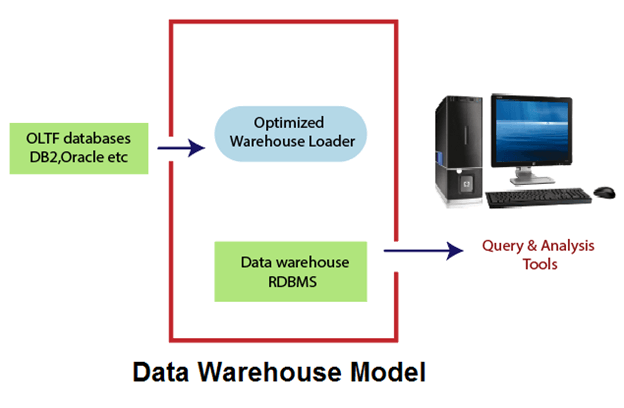 OLTF databases
DB2,Oracle etc
Optimized
Warehouse Loader
Data warehouse
RDBMS
Query & Analysis
Tools
Data Warehouse Model